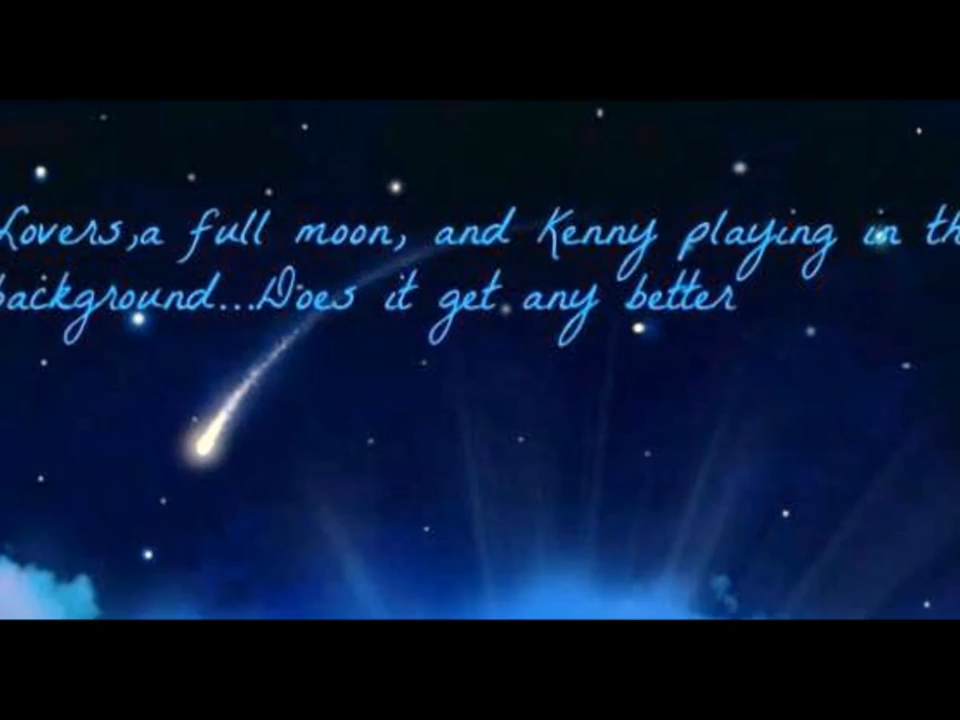 Lovers,a full moon, and Kenny playing in th
background...Does it get any better